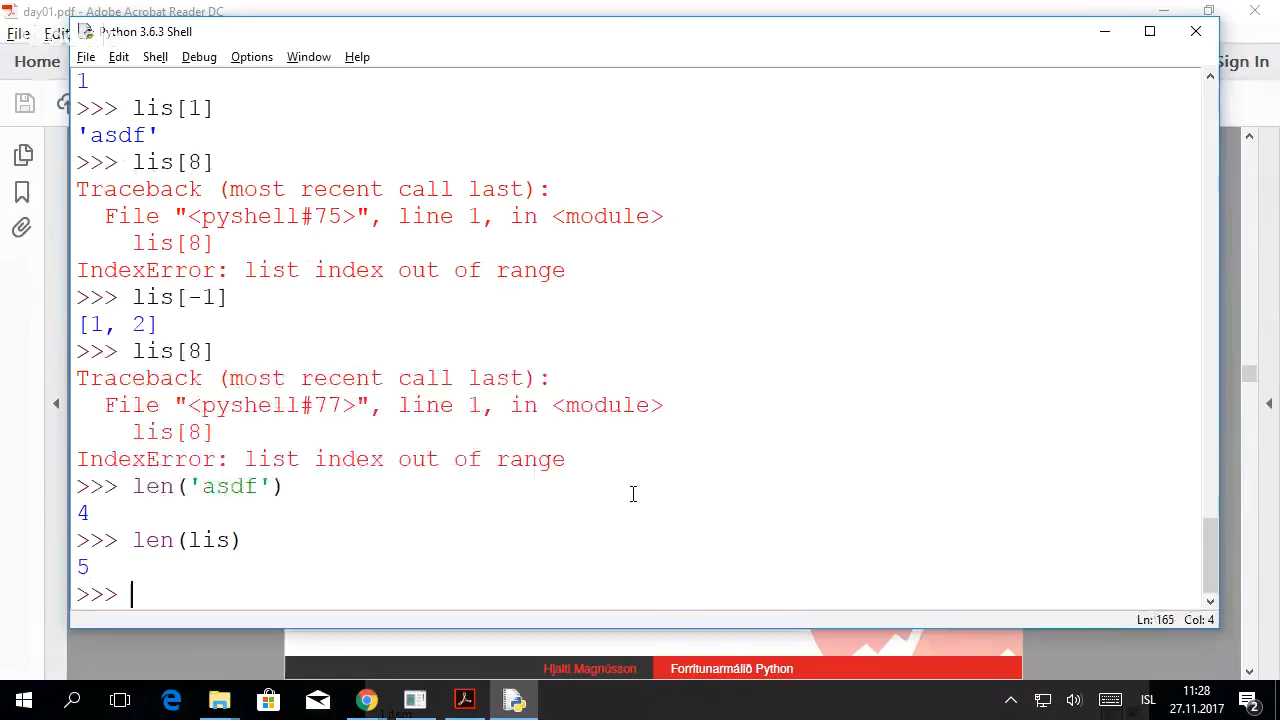 day01.pdf - Adobe Acrobat Reader DC
File Edit
Home
Sign In
Python 3.6.3 Shell
File Edit Shell Debug Options Window Help
1
>>> lis[1]
'asdf'
>>> lis[8]
Traceback (most recent call last):
  File "<pyshell#75>", line 1, in <module>
    lis[8]
IndexError: list index out of range
>>> lis[-1]
[1, 2]
>>> lis[8]
Traceback (most recent call last):
  File "<pyshell#77>", line 1, in <module>
    lis[8]
IndexError: list index out of range
>>> len('asdf')
4
>>> len(lis)
5
>>>
Ln: 165 Col: 4
Hjalti Magnússon Forritunarmálið Python
1 item
ISL
11:28
27.11.2017
2